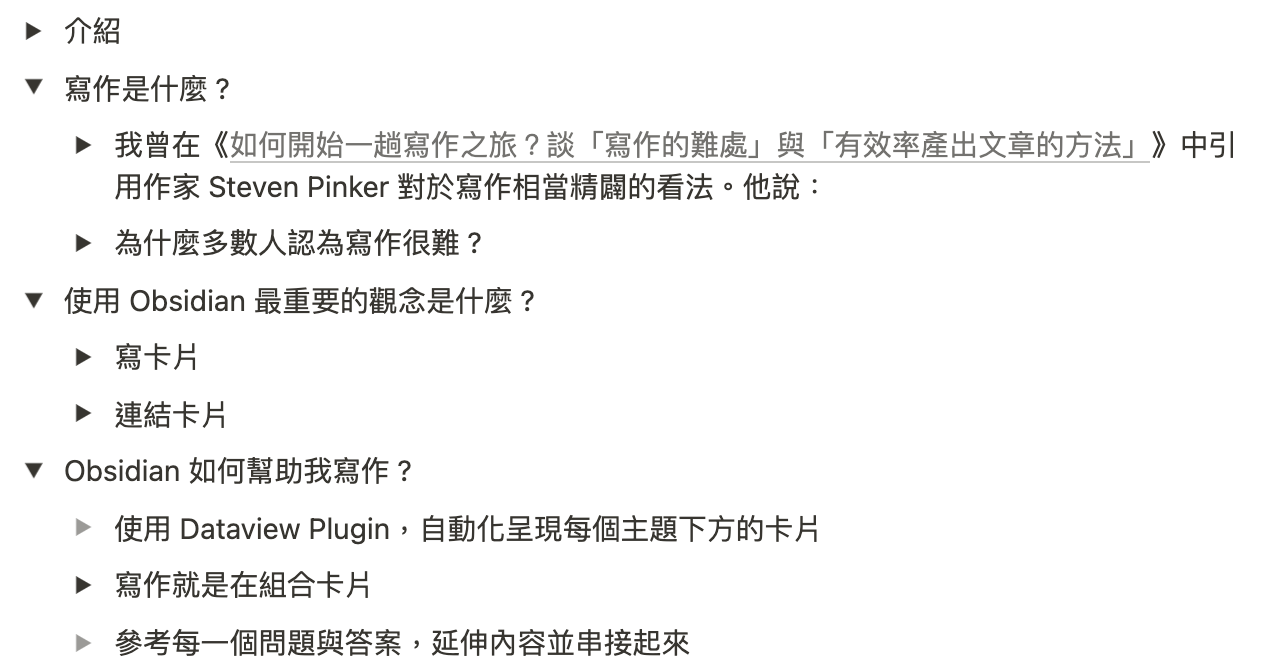 介紹
寫作是什麼？
我曾在《如何開始一趟寫作之旅？談「寫作的難處」與「有效率產出文章的方法」》中引
用作家 Steven Pinker 對於寫作相當精闢的看法。他說：
為什麼多數人認為寫作很難？
使用 Obsidian 最重要的觀念是什麼？
寫卡片
連結卡片
Obsidian 如何幫助我寫作？
使用 Dataview Plugin，自動化呈現每個主題下方的卡片
寫作就是在組合卡片
參考每一個問題與答案，延伸內容並串接起來